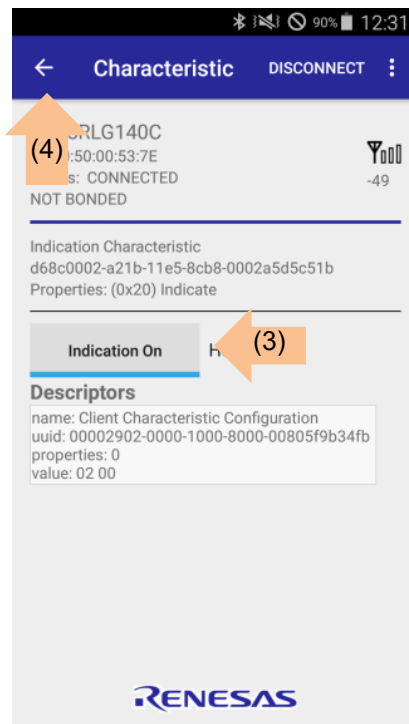 90% 12:31
Characteristic DISCONNECT
RLG140C
(4) :50:00:53:7E
s: CONNECTED
-49
NOT BONDED
Indication Characteristic
d68c0002-a21b-11e5-8cb8-0002a5d5c51b
Properties: (0x20) Indicate
Indication On (3)
Descriptors
name: Client Characteristic Configuration
uuid: 00002902-0000-1000-8000-00805f9b34fb
properties: 0
value: 02 00
RENESAS